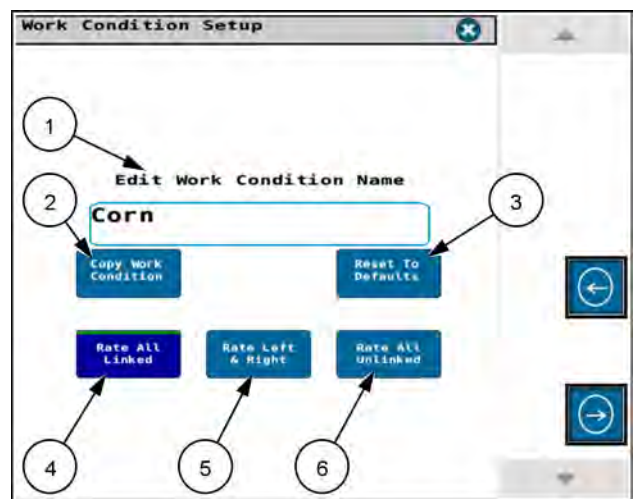 Work Condition Setup
1
Edit Work Condition Name
2
3
Corn
Copy Work
Condition
Reset To
Defaults
Rate All
Linked
Rate Left
& Right
Rate All
Unlinked
4
5
6